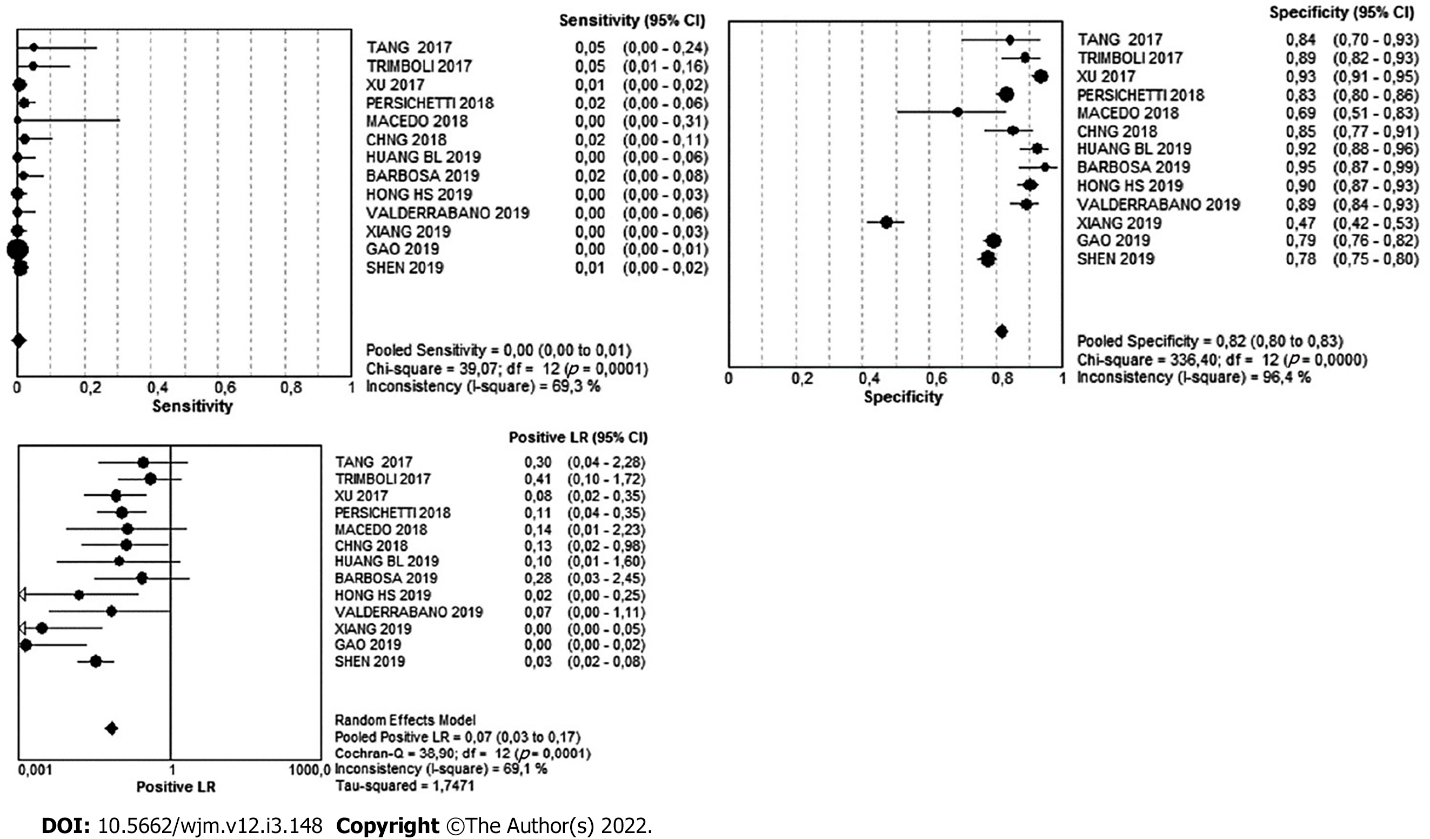 Sensitivity (95% CI)
TANG 2017 0,05 (0,00 - 0,24)
TRIMBOLI 2017 0,05 (0,01 - 0,16)
XU 2017 0,01 (0,00 - 0,02)
PERSICHETTI 2018 0,02 (0,00 - 0,06)
MACEDO 2018 0,00 (0,00 - 0,31)
CHNG 2018 0,02 (0,00 - 0,11)
HUANG BL 2019 0,00 (0,00 - 0,06)
BARBOSA 2019 0,02 (0,00 - 0,08)
HONG HS 2019 0,00 (0,00 - 0,03)
VALDERRABANO 2019 0,00 (0,00 - 0,06)
XIANG 2019 0,00 (0,00 - 0,03)
GAO 2019 0,00 (0,00 - 0,01)
SHEN 2019 0,01 (0,00 - 0,02)
Pooled Sensitivity = 0,00 (0,00 to 0,01)
Chi-square = 39,07; df = 12 (p = 0,0001)
Inconsistency (I-square) = 69,3 %
0 0,2 0,4 0,6 0,8 1
Sensitivity
Specificity (95% CI)
TANG 2017 0,84 (0,70 - 0,93)
TRIMBOLI 2017 0,89 (0,82 - 0,93)
XU 2017 0,93 (0,91 - 0,95)
PERSICHETTI 2018 0,83 (0,80 - 0,86)
MACEDO 2018 0,69 (0,51 - 0,83)
CHNG 2018 0,85 (0,77 - 0,91)
HUANG BL 2019 0,92 (0,88 - 0,96)
BARBOSA 2019 0,95 (0,87 - 0,99)
HONG HS 2019 0,90 (0,87 - 0,93)
VALDERRABANO 2019 0,89 (0,84 - 0,93)
XIANG 2019 0,47 (0,42 - 0,53)
GAO 2019 0,79 (0,76 - 0,82)
SHEN 2019 0,78 (0,75 - 0,80)
Pooled Specificity = 0,82 (0,80 to 0,83)
Chi-square = 336,40; df = 12 (p = 0,0000)
Inconsistency (I-square) = 96,4 %
0 0,2 0,4 0,6 0,8 1
Specificity
Positive LR (95% CI)
TANG 2017 0,30 (0,04 - 2,28)
TRIMBOLI 2017 0,41 (0,10 - 1,72)
XU 2017 0,08 (0,02 - 0,35)
PERSICHETTI 2018 0,11 (0,04 - 0,35)
MACEDO 2018 0,14 (0,01 - 2,23)
CHNG 2018 0,13 (0,02 - 0,98)
HUANG BL 2019 0,10 (0,01 - 1,60)
BARBOSA 2019 0,28 (0,03 - 2,45)
HONG HS 2019 0,02 (0,00 - 0,25)
VALDERRABANO 2019 0,07 (0,00 - 1,11)
XIANG 2019 0,00 (0,00 - 0,05)
GAO 2019 0,00 (0,00 - 0,02)
SHEN 2019 0,03 (0,02 - 0,08)
Random Effects Model
Pooled Positive LR = 0,07 (0,03 to 0,17)
Cochran-Q = 38,90; df = 12 (p = 0,0001)
Inconsistency (I-square) = 69,1 %
Tau-squared = 1,7471
0,001 1 1000,0
Positive LR
DOI: 10.5662/wjm.v12.i3.148 Copyright ©The Author(s) 2022.